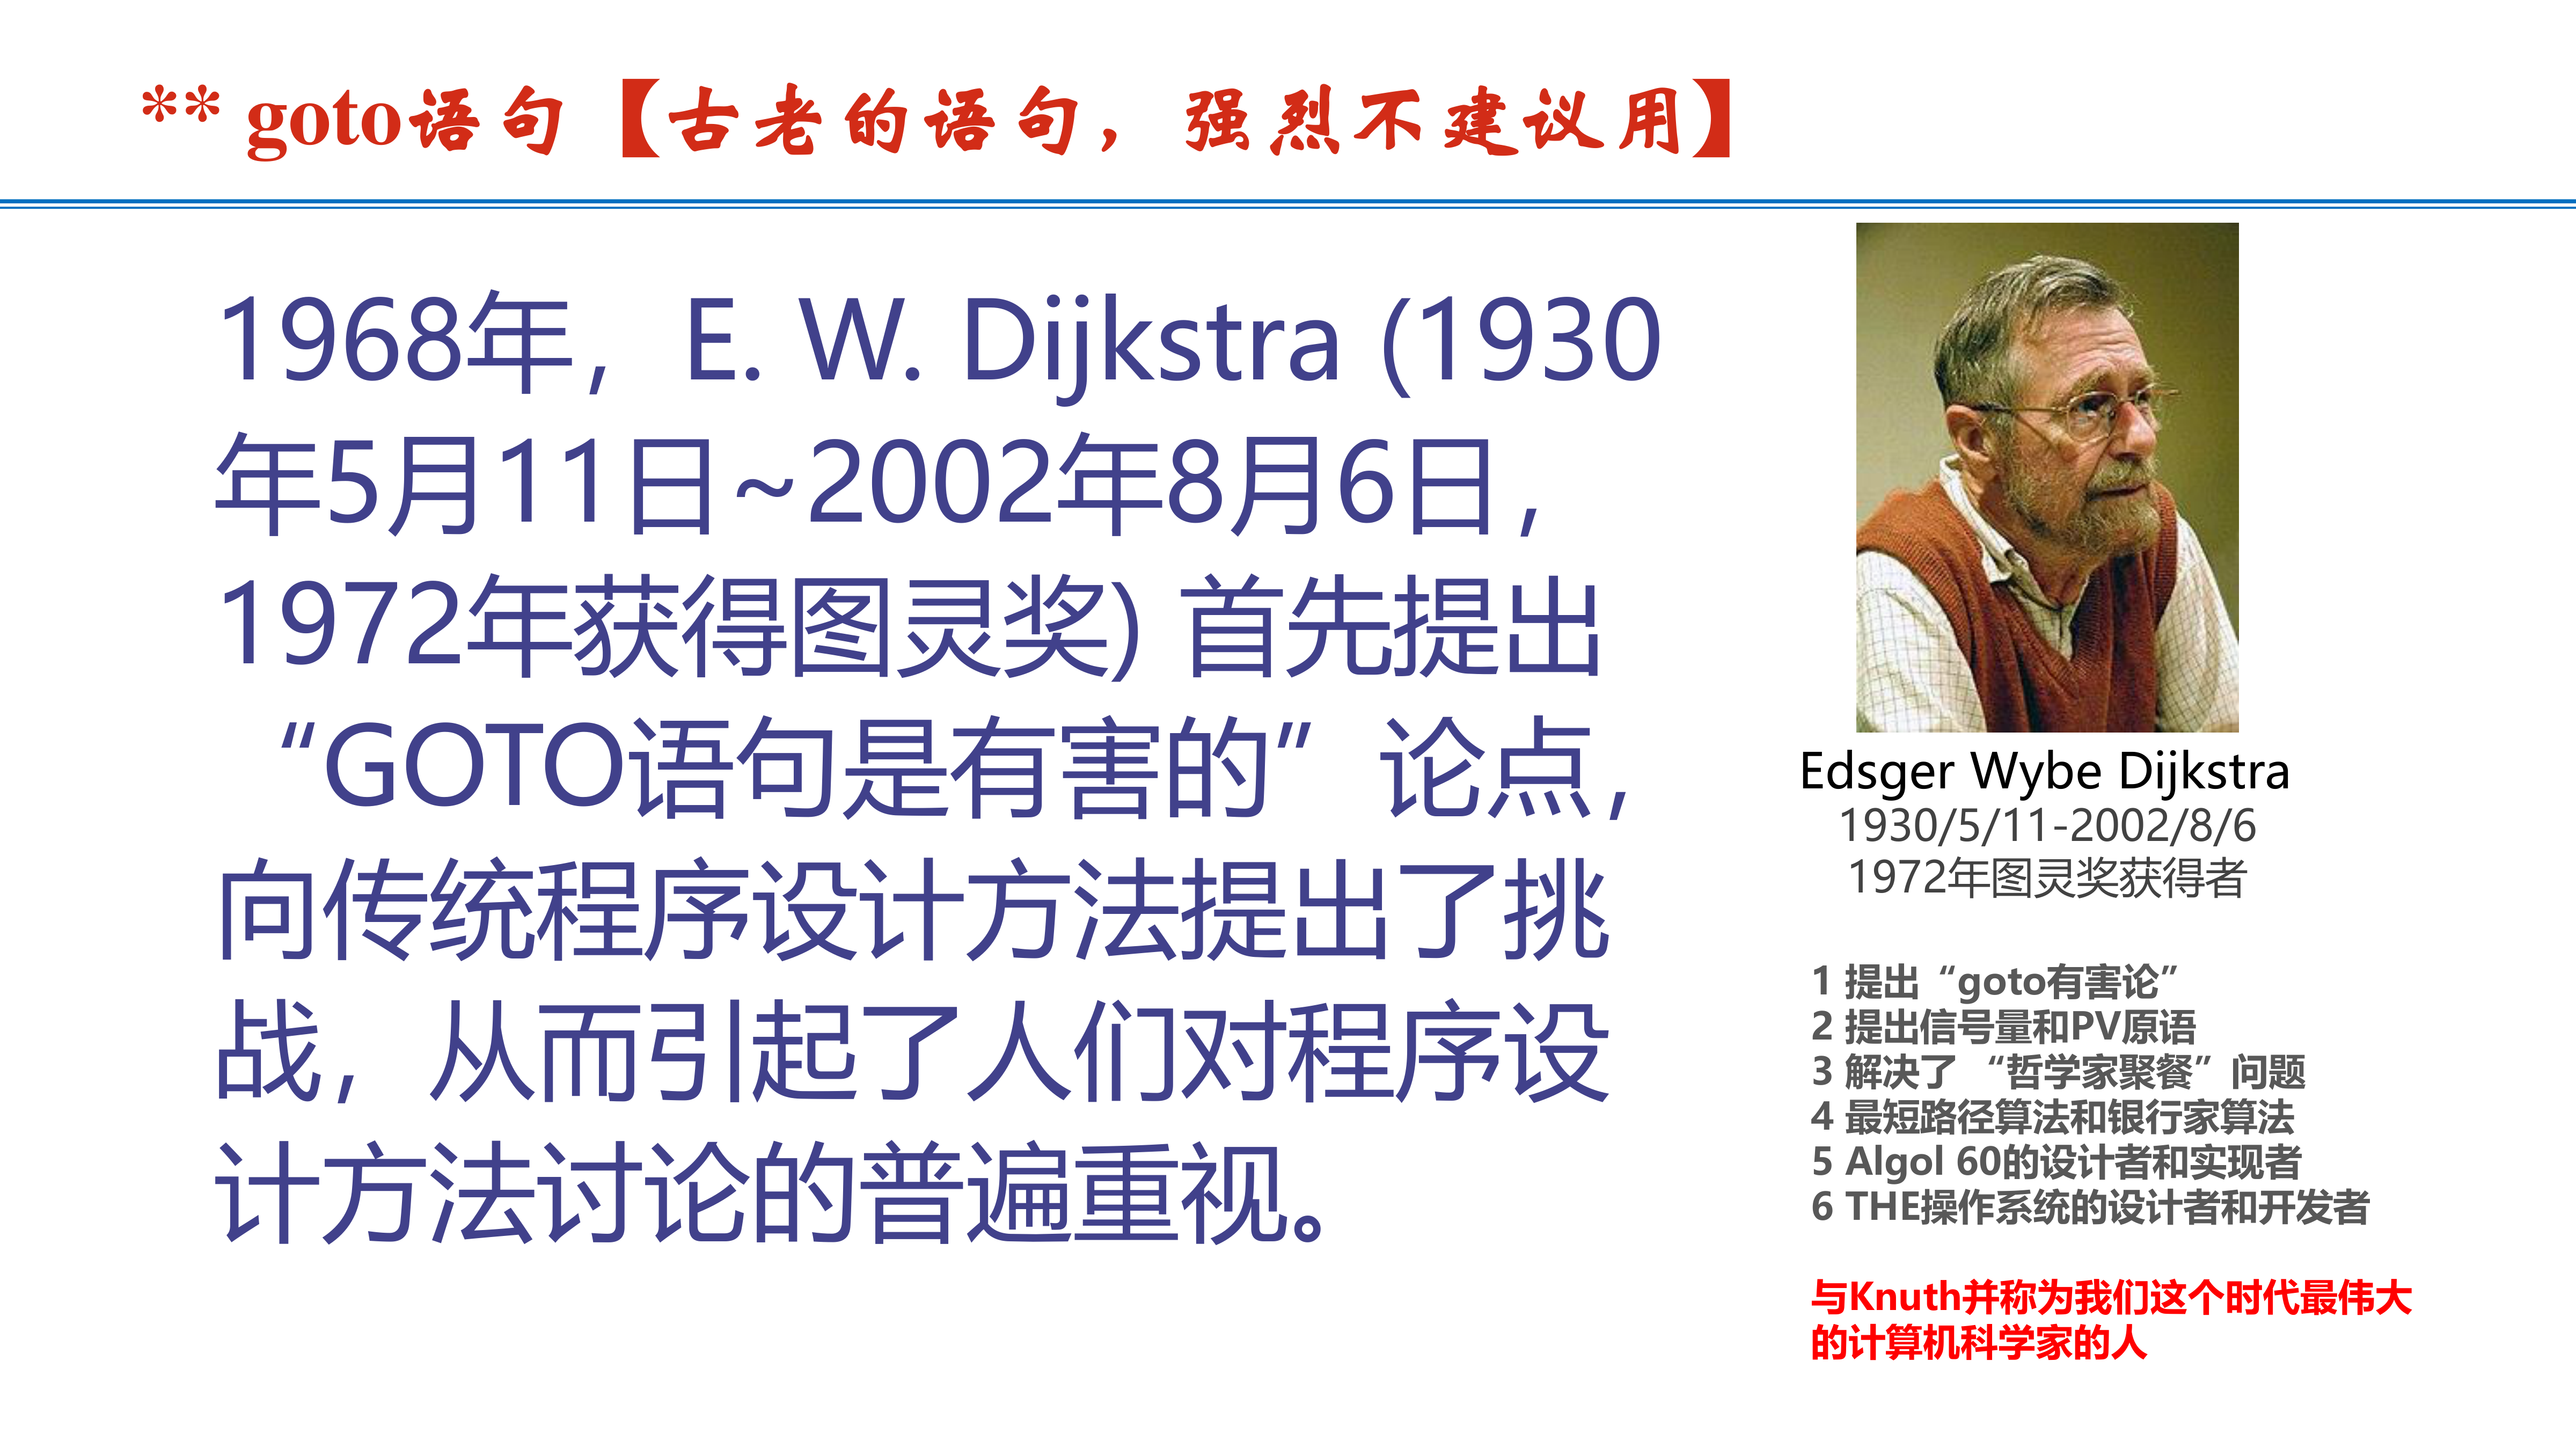 ** goto语句【古老的语句，强烈不建议用】
1968年，E. W. Dijkstra (1930
年5月11日~2002年8月6日，
1972年获得图灵奖) 首先提出
“GOTO语句是有害的”论点，
向传统程序设计方法提出了挑
战，从而引起了人们对程序设
计方法讨论的普遍重视。
Edsger Wybe Dijkstra
1930/5/11-2002/8/6
1972年图灵奖获得者
1 提出“goto有害论”
2 提出信号量和PV原语
3 解决了 “哲学家聚餐”问题
4 最短路径算法和银行家算法
5 Algol 60的设计者和实现者
6 THE操作系统的设计者和开发者
与Knuth并称为我们这个时代最伟大
的计算机科学家的人